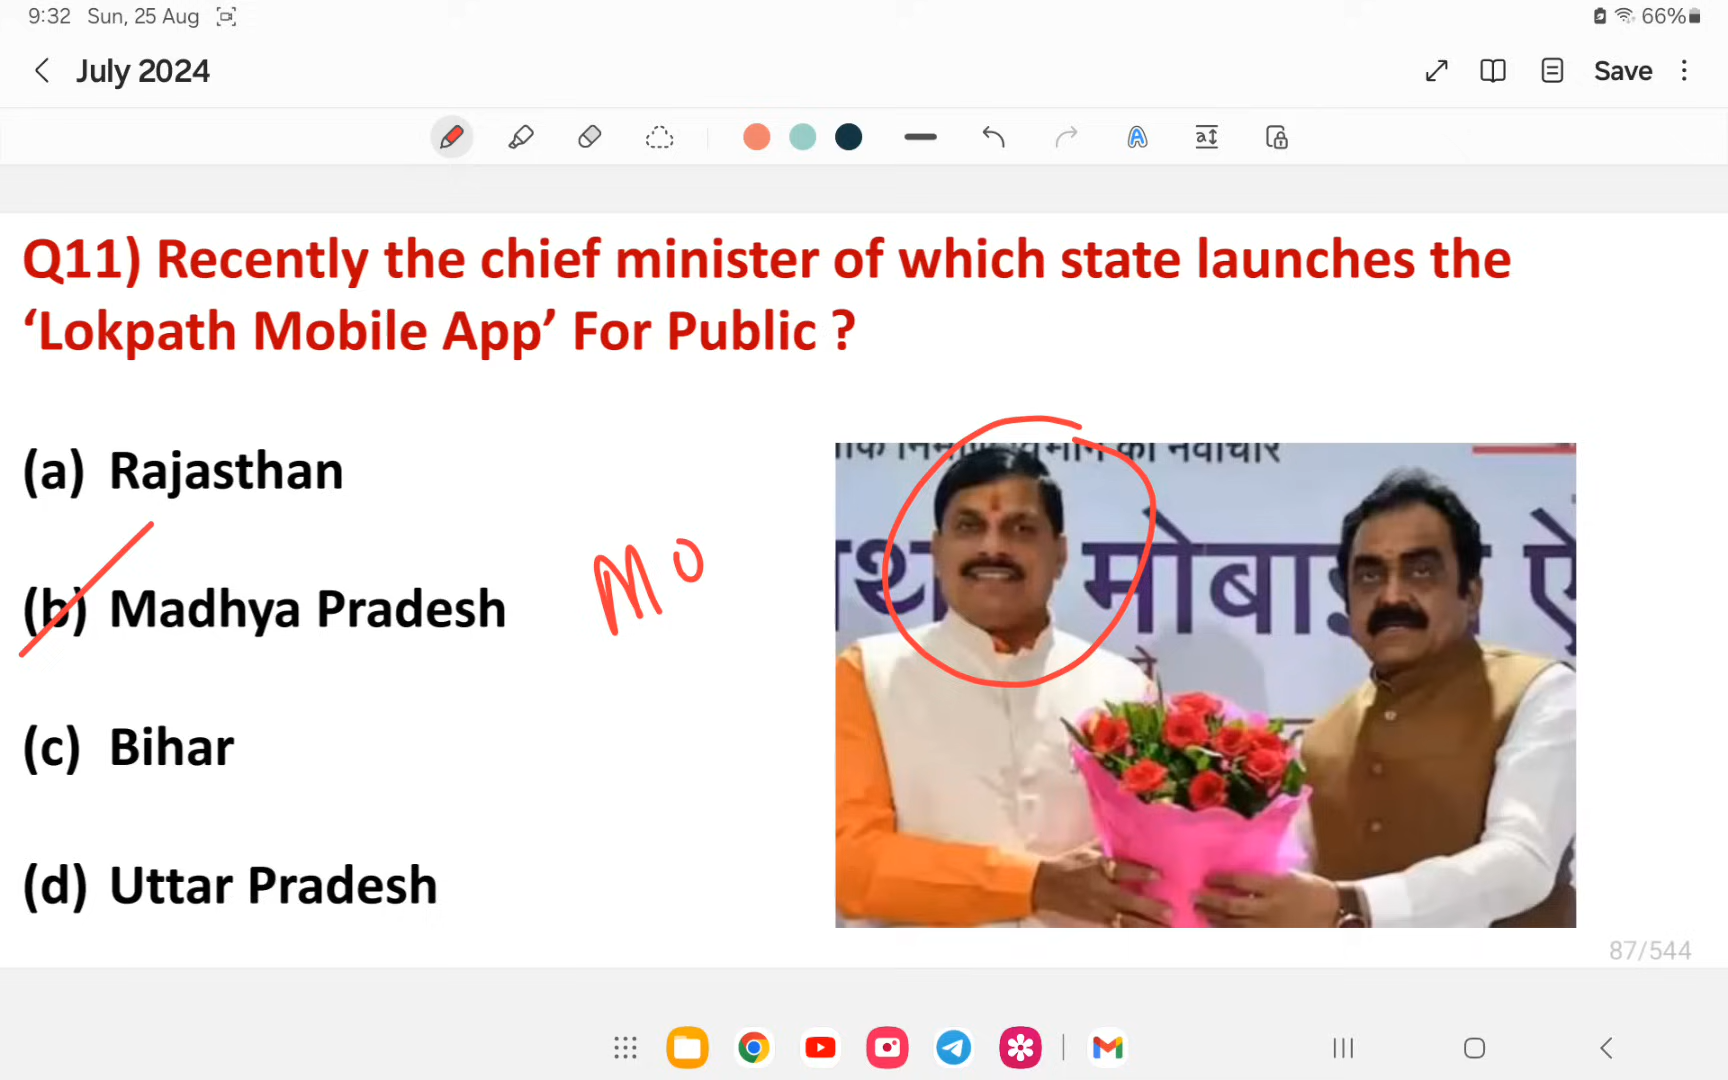 9:32 Sun, 25 Aug 66%
July 2024 Save
Q11) Recently the chief minister of which state launches the
‘Lokpath Mobile App’ For Public ?
(a) Rajasthan
(b) Madhya Pradesh
(c) Bihar
(d) Uttar Pradesh
Mo
का नवाचार
मोबा
87/544